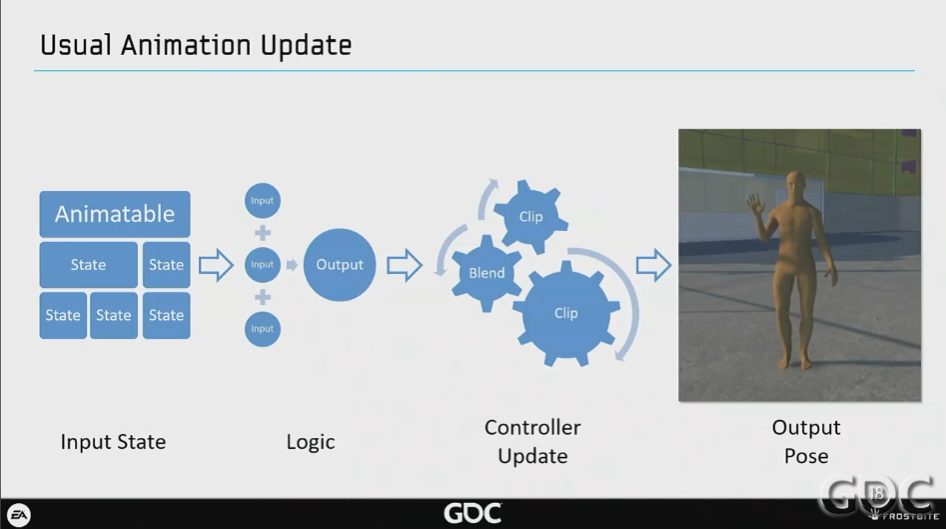 Usual Animation Update
Animatable
State
State
State
State
State
Input
Input
Input
Output
Clip
Blend
Clip
Input State
Logic
Controller
Update
Output
Pose
EA
GDC
GDC
18
FROSTBITE